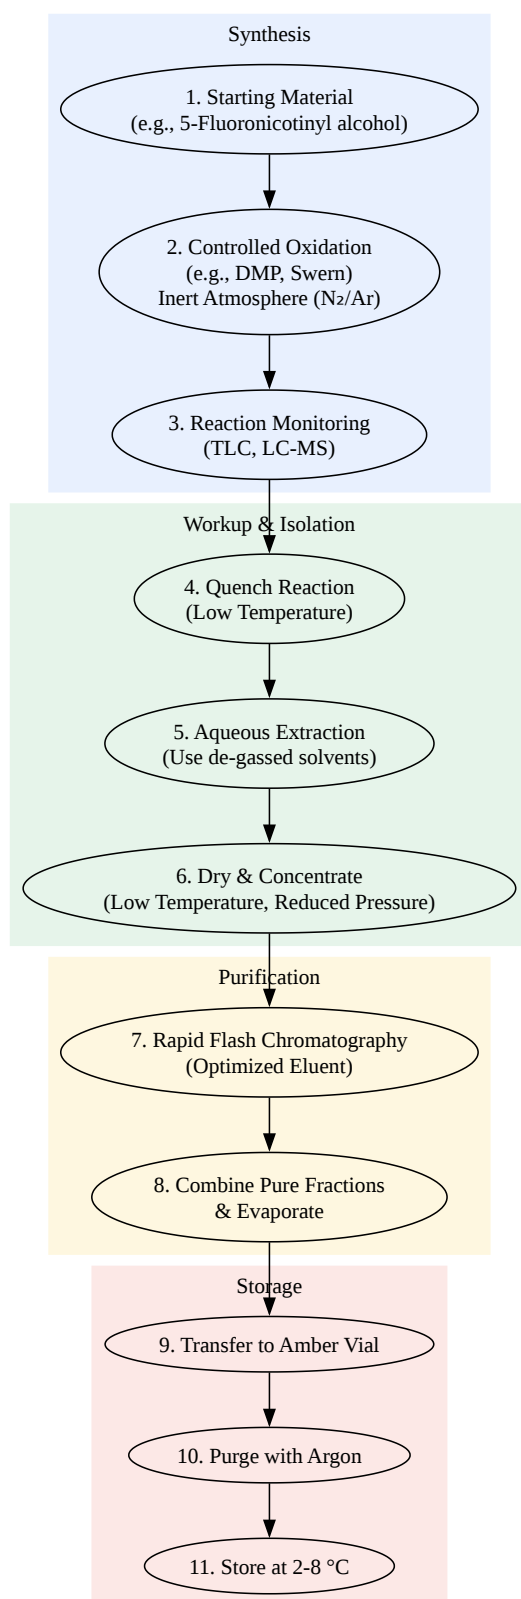 Synthesis
1. Starting Material
(e.g., 5-Fluoronicotinyl alcohol)
2. Controlled Oxidation
(e.g., DMP, Swern)
Inert Atmosphere (N₂/Ar)
3. Reaction Monitoring
(TLC, LC-MS)
Workup & Isolation
4. Quench Reaction
(Low Temperature)
5. Aqueous Extraction
(Use de-gassed solvents)
6. Dry & Concentrate
(Low Temperature, Reduced Pressure)
Purification
7. Rapid Flash Chromatography
(Optimized Eluent)
8. Combine Pure Fractions
& Evaporate
Storage
9. Transfer to Amber Vial
10. Purge with Argon
11. Store at 2-8 °C